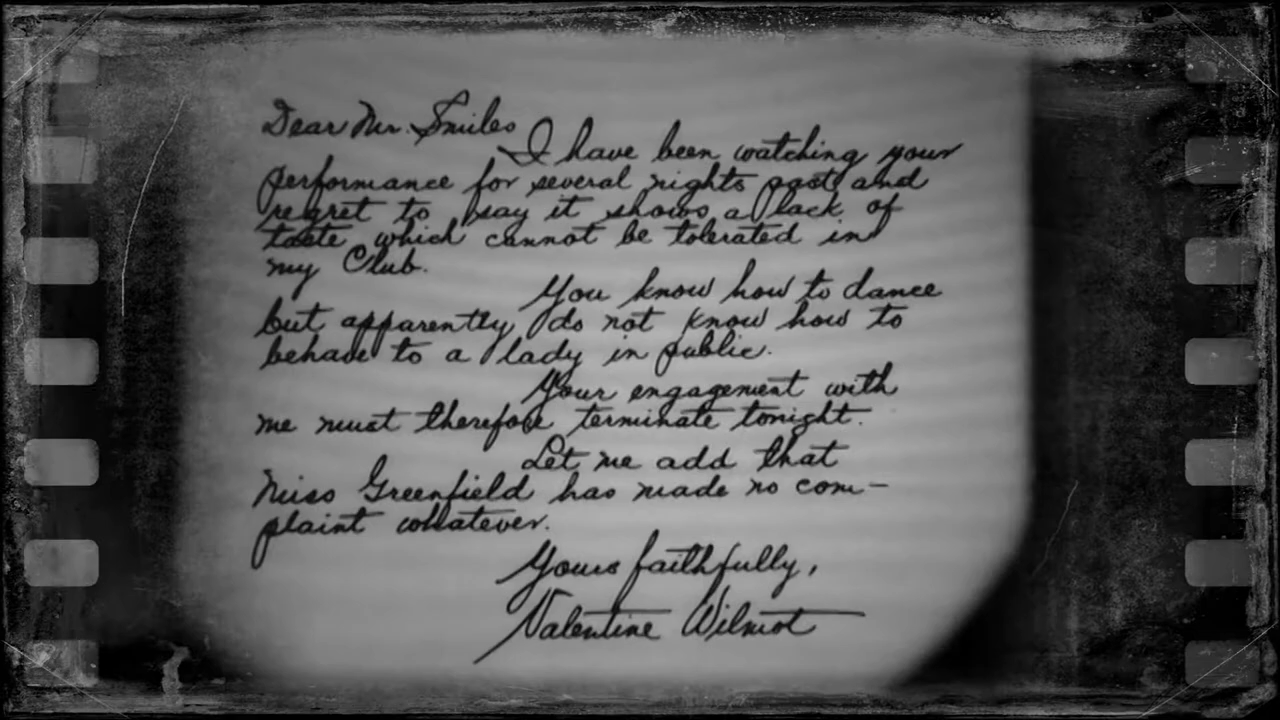 Dear Mr. Smiles
I have been watching your
performance for several nights past and
regret to say it shows a lack of
taste which cannot be tolerated in
my Club.
You know how to dance
but apparently do not know how to
behave to a lady in public.
Your engagement with
me must therefore terminate tonight.
Let me add that
Miss Greenfield has made no com-
plaint whatever.
Yours faithfully,
Valentine Wilmot